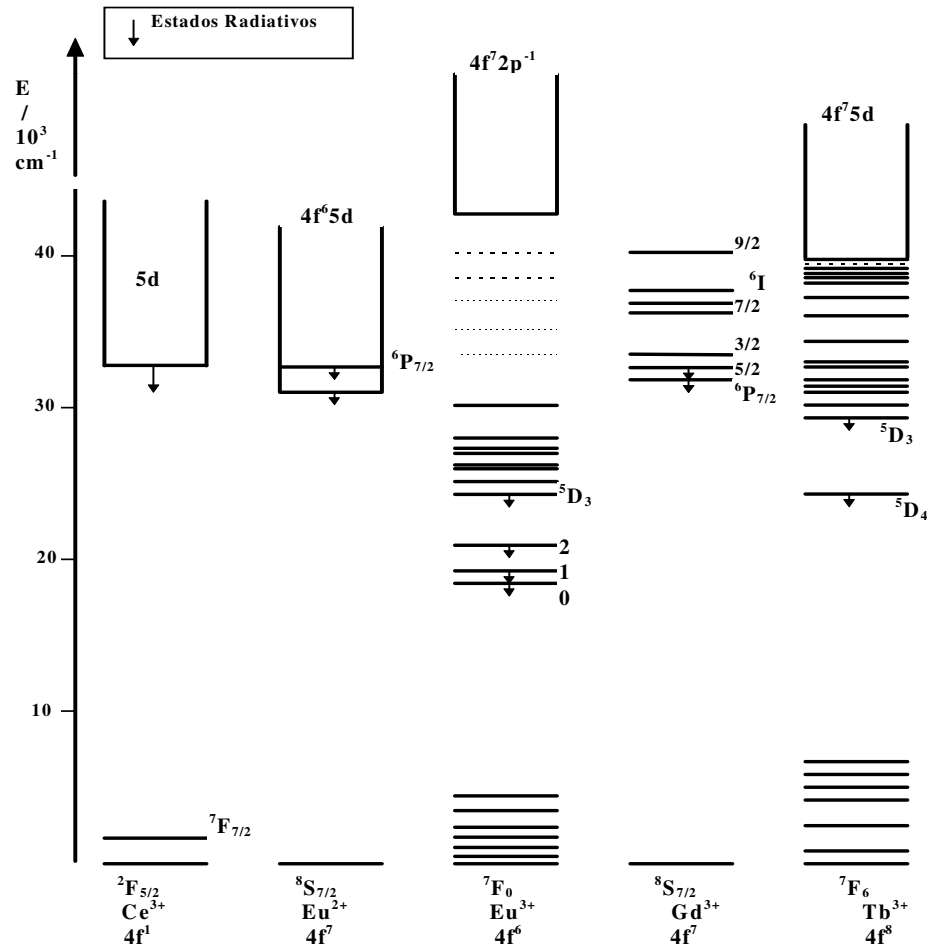 Estados Radiativos
E
/
10³
cm⁻¹
40
30
20
10
5d
⁷F₇/₂
²F₅/₂
Ce³⁺
4f¹
4f⁶5d
⁶P₇/₂
⁸S₇/₂
Eu²⁺
4f⁷
4f⁷2p⁻¹
⁵D₃
2
1
0
⁷F₀
Eu³⁺
4f⁶
9/2
⁶I
7/2
3/2
5/2
⁶P₇/₂
⁸S₇/₂
Gd³⁺
4f⁷
4f⁷5d
⁵D₃
⁵D₄
⁷F₆
Tb³⁺
4f⁸